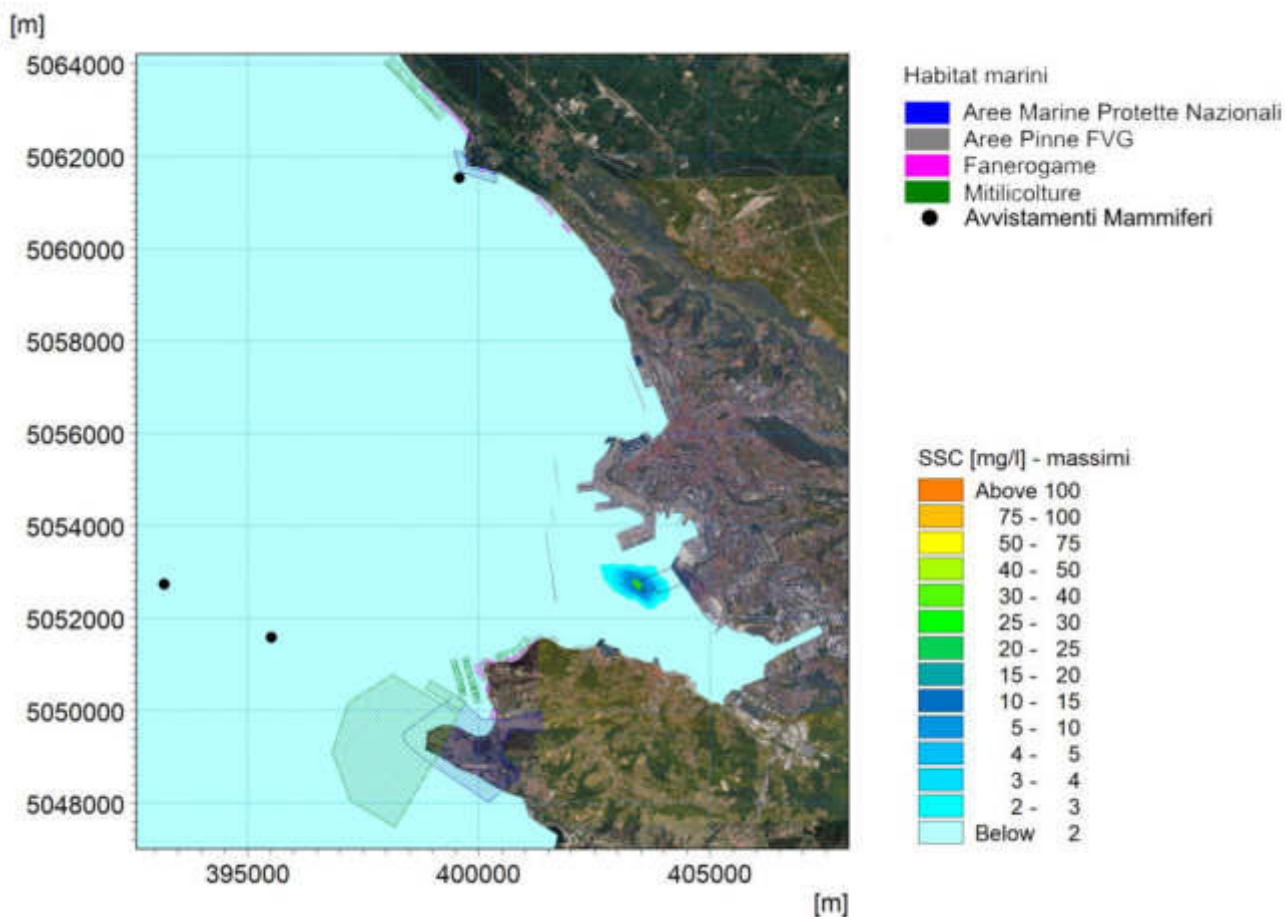 [m]
5064000
5062000
5060000
5058000
5056000
5054000
5052000
5050000
5048000
395000
400000
405000
[m]
Habitat marini
Aree Marine Protette Nazionali
Aree Pinne FVG
Fanerogame
Mitilicolture
Avvistamenti Mammiferi
SSC [mg/l] - massimi
Above 100
75 - 100
50 - 75
40 - 50
30 - 40
25 - 30
20 - 25
15 - 20
10 - 15
5 - 10
4 - 5
3 - 4
2 - 3
Below 2